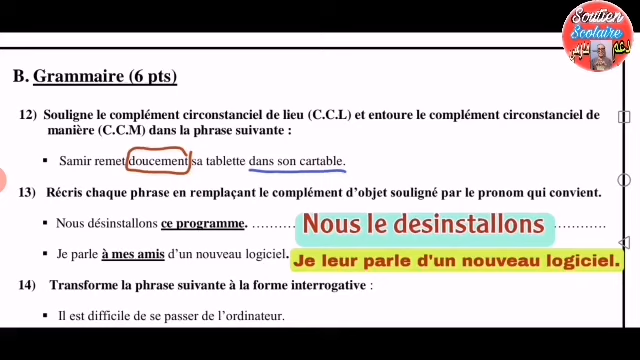 Soutien
Scolaire
B. Grammaire (6 pts)
12) Souligne le complément circonstanciel de lieu (C.C.L) et entoure le complément circonstanciel de
manière (C.C.M) dans la phrase suivante :
▪ Samir remet doucement sa tablette dans son cartable.
13) Récris chaque phrase en remplaçant le complément d'objet souligné par le pronom qui convient.
▪ Nous désinstallons ce programme. .......... Nous le desinstallons ..........
▪ Je parle à mes amis d'un nouveau logiciel. Je leur parle d'un nouveau logiciel.
14) Transforme la phrase suivante à la forme interrogative :
▪ Il est difficile de se passer de l'ordinateur.